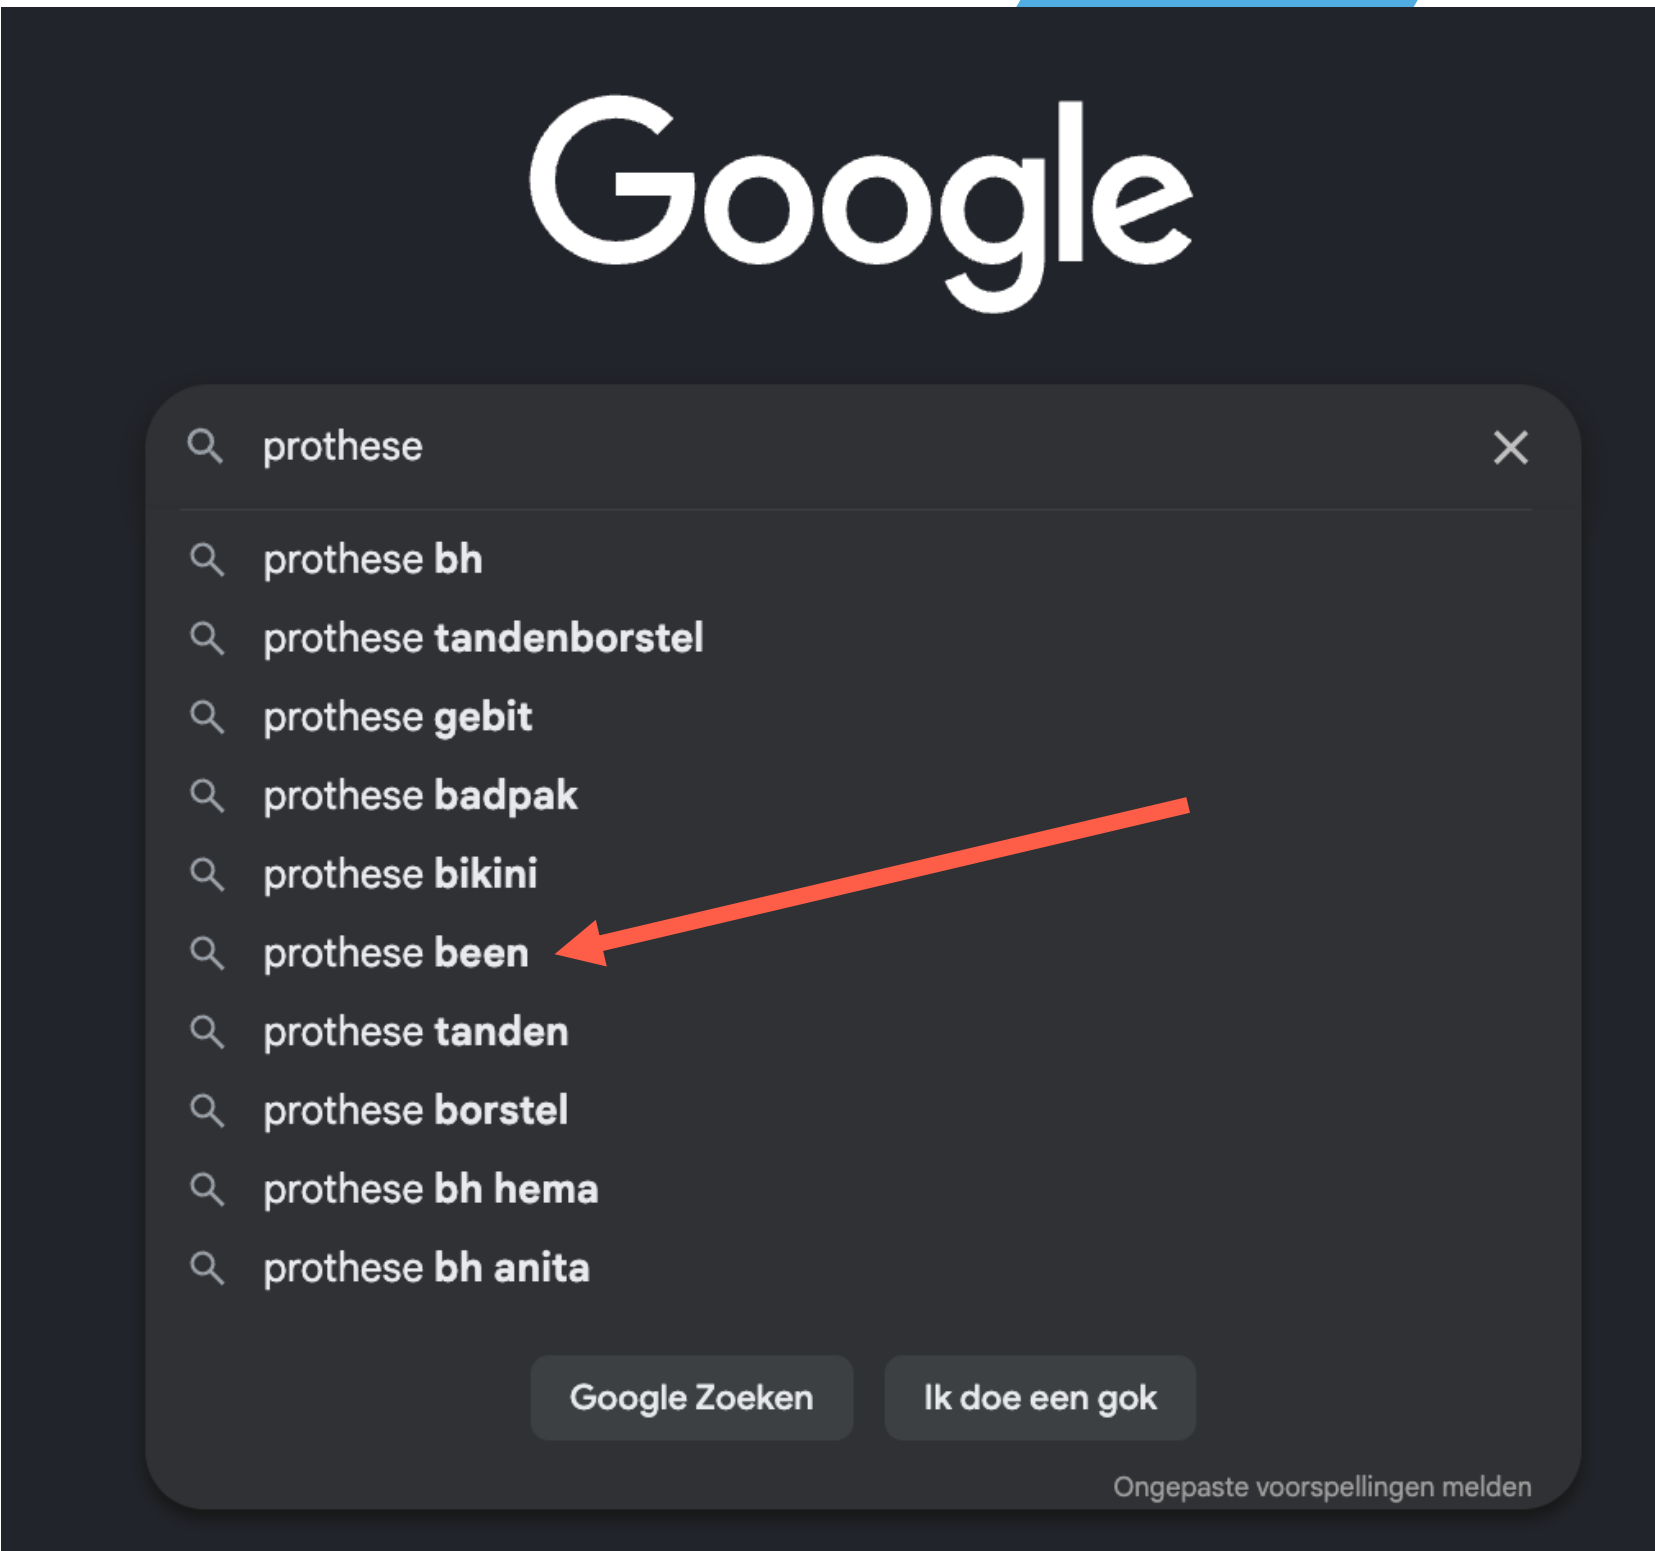 Google
prothese
prothese bh
prothese tandenborstel
prothese gebit
prothese badpak
prothese bikini
prothese been
prothese tanden
prothese borstel
prothese bh hema
prothese bh anita
Google Zoeken
Ik doe een gok
Ongepaste voorspellingen melden